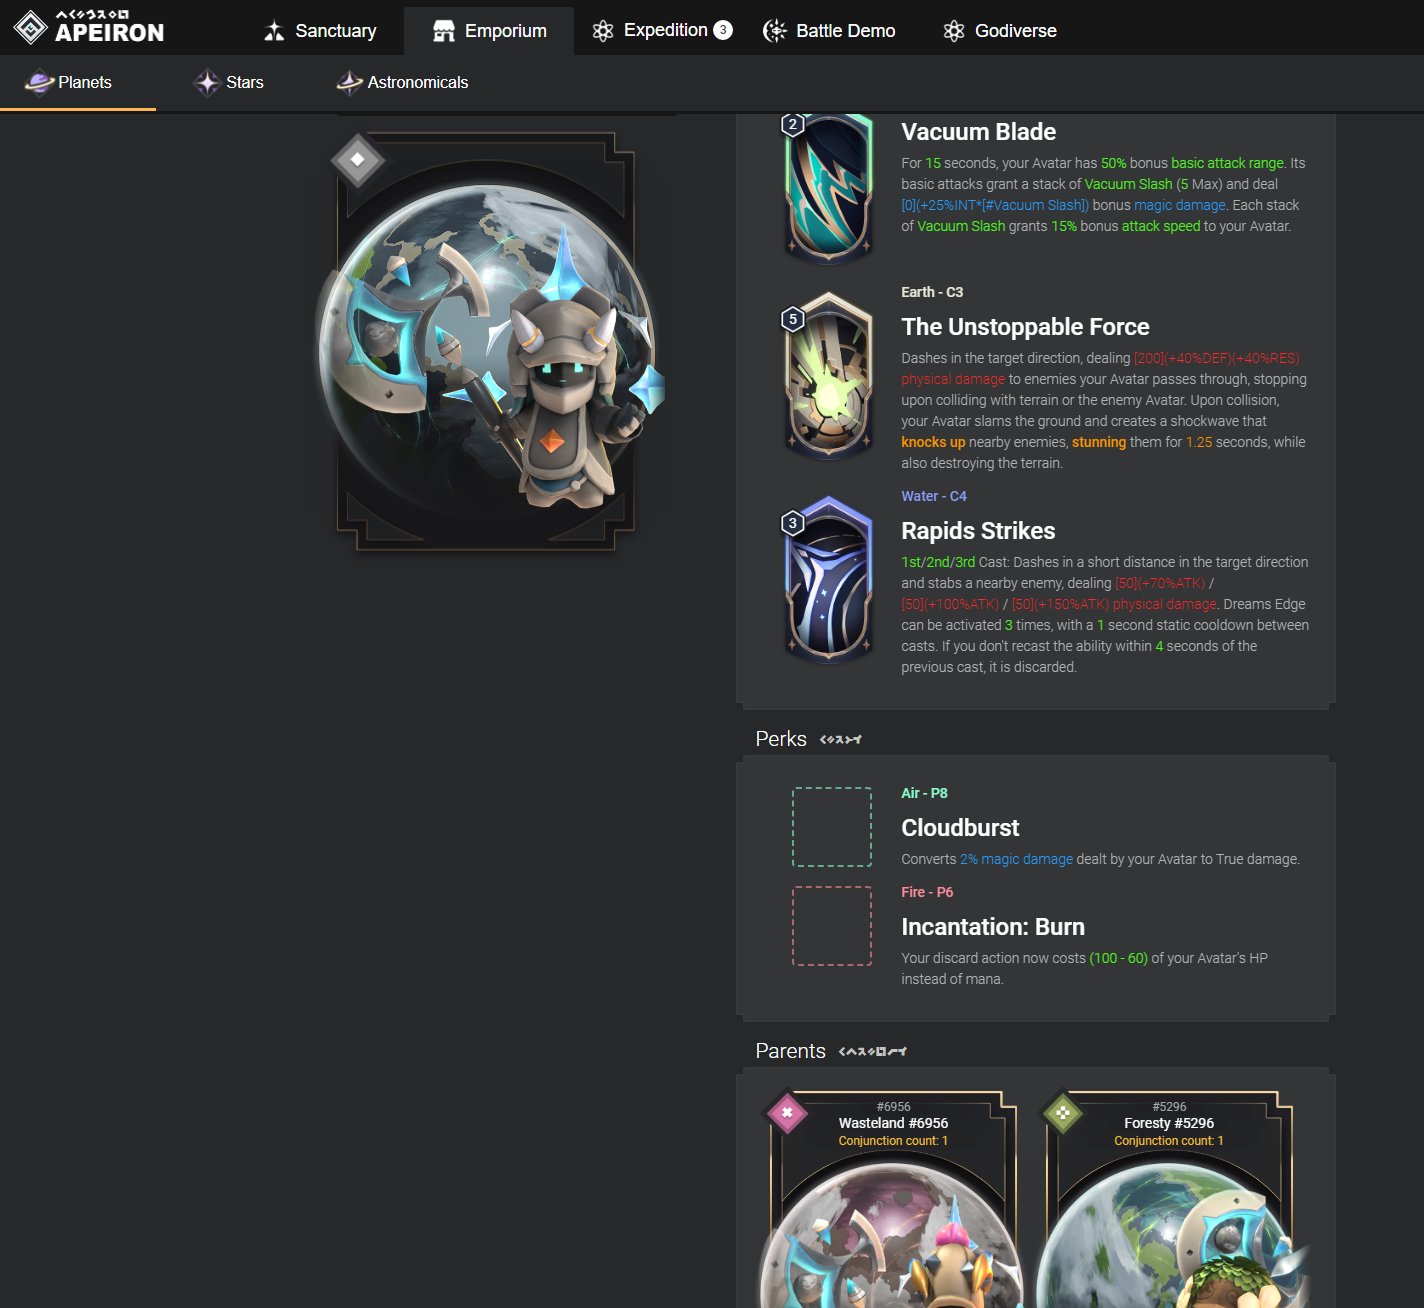 APEIRON
Sanctuary
Emporium
Expedition 3
Battle Demo
Godiverse
Planets
Stars
Astronomicals
2
Vacuum Blade
For 15 seconds, your Avatar has 50% bonus basic attack range. Its
basic attacks grant a stack of Vacuum Slash (5 Max) and deal
[0](+25%INT*[#Vacuum Slash]) bonus magic damage. Each stack
of Vacuum Slash grants 15% bonus attack speed to your Avatar.
Earth - C3
5
The Unstoppable Force
Dashes in the target direction, dealing [200](+40%DEF)(+40%RES)
physical damage to enemies your Avatar passes through, stopping
upon colliding with terrain or the enemy Avatar. Upon collision,
your Avatar slams the ground and creates a shockwave that
knocks up nearby enemies, stunning them for 1.25 seconds, while
also destroying the terrain.
Water - C4
3
Rapids Strikes
1st/2nd/3rd Cast: Dashes in a short distance in the target direction
and stabs a nearby enemy, dealing [50](+70%ATK) /
[50](+100%ATK) / [50](+150%ATK) physical damage. Dreams Edge
can be activated 3 times, with a 1 second static cooldown between
casts. If you don't recast the ability within 4 seconds of the
previous cast, it is discarded.
Perks
Air - P8
Cloudburst
Converts 2% magic damage dealt by your Avatar to True damage.
Fire - P6
Incantation: Burn
Your discard action now costs (100 - 60) of your Avatar's HP
instead of mana.
Parents
#6956
Wasteland #6956
Conjunction count: 1
#5296
Foresty #5296
Conjunction count: 1